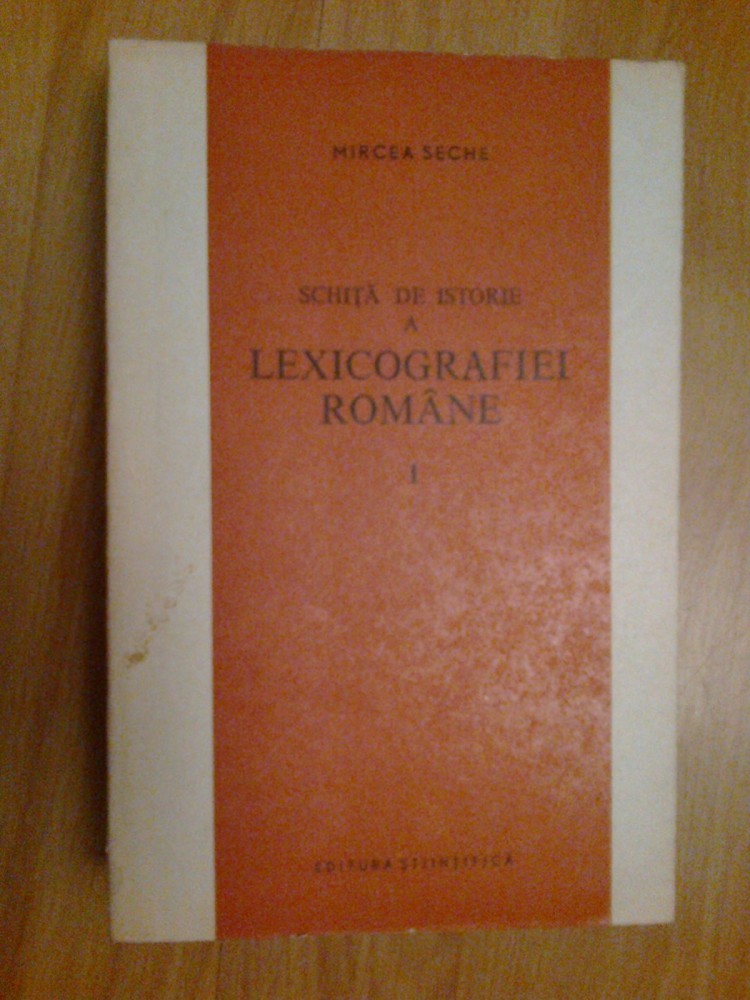 MIRCEA SECHE
SCHIȚĂ DE ISTORIE
A
LEXICOGRAFIEI
ROMÂNE
I
EDITURA ȘTIINȚIFICĂ